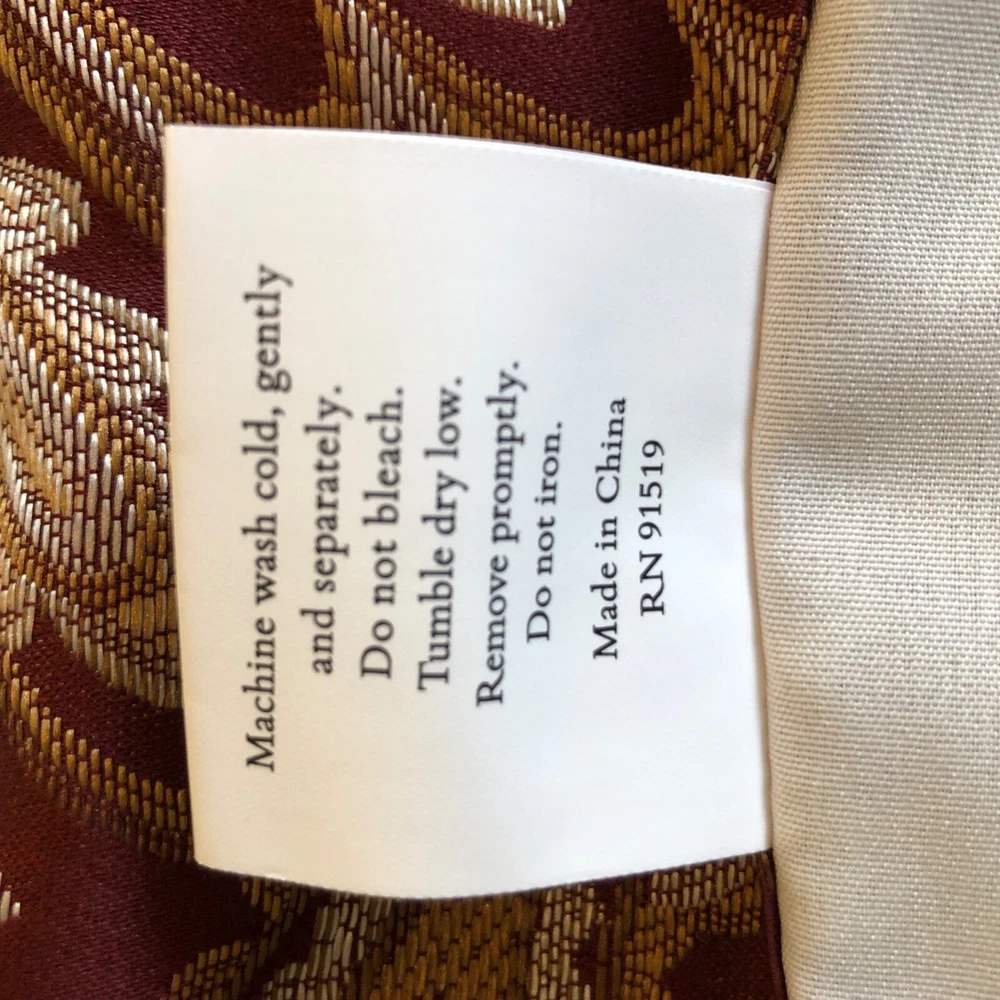 Machine wash cold, gently
and separately.
Do not bleach.
Tumble dry low.
Remove promptly.
Do not iron.
Made in China
RN 91519